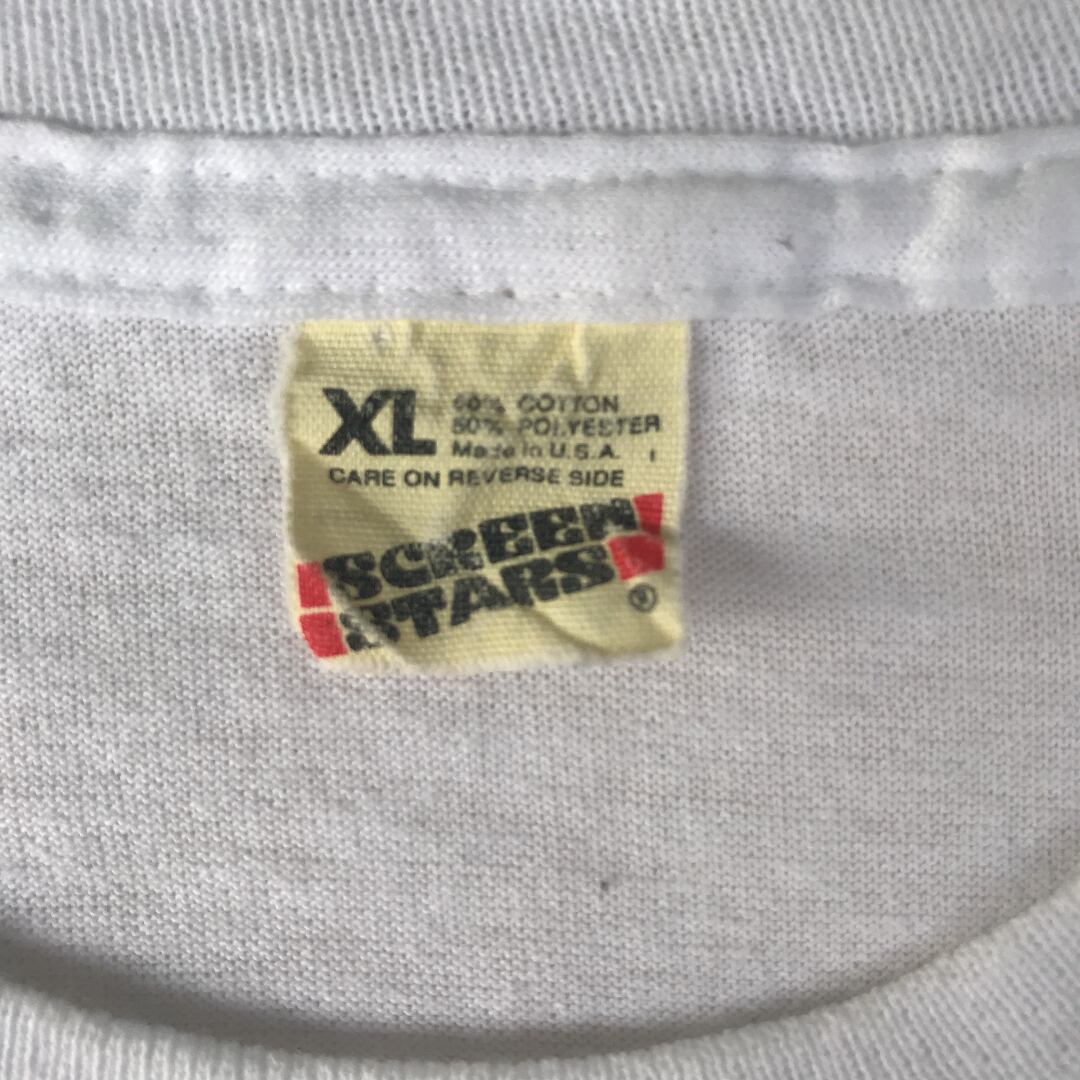 XL
50% COTTON
50% POLYESTER
Made in U.S.A.
CARE ON REVERSE SIDE
SCREEN
STARS
®